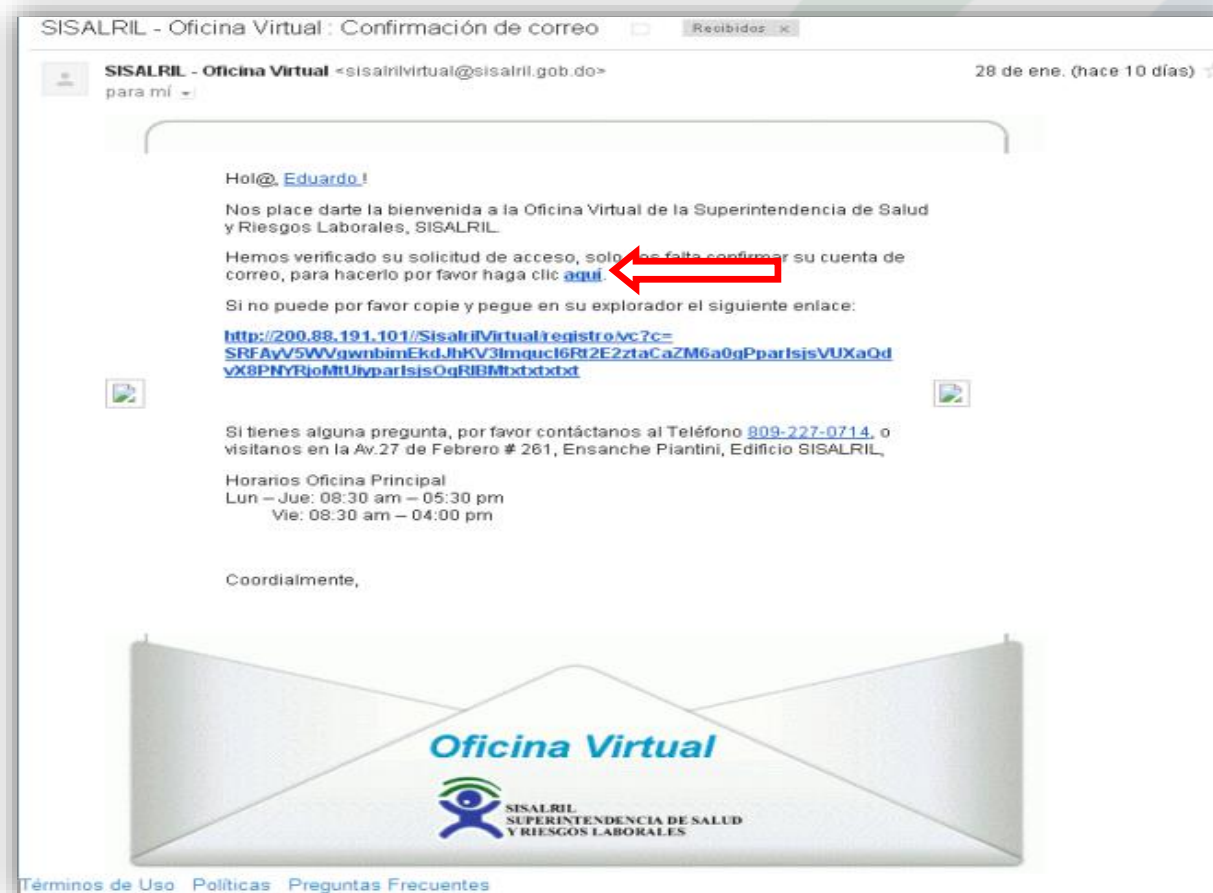 SISALRIL - Oficina Virtual : Confirmación de correo Recibidos x
SISALRIL - Oficina Virtual <sisalrilvirtual@sisalril.gob.do> 28 de ene. (hace 10 días)
para mí
Hol@, Eduardo !
Nos place darte la bienvenida a la Oficina Virtual de la Superintendencia de Salud
y Riesgos Laborales, SISALRIL.
Hemos verificado su solicitud de acceso, solo nos falta confirmar su cuenta de
correo, para hacerlo por favor haga clic aquí.
Si no puede por favor copie y pegue en su explorador el siguiente enlace:
http://200.88.191.101//SisalrilVirtual/registro/vc?c=
Si tienes alguna pregunta, por favor contáctanos al Teléfono 809-227-0714, o
visitanos en la Av.27 de Febrero # 261, Ensanche Piantini, Edificio SISALRIL,
Horarios Oficina Principal
Lun – Jue: 08:30 am – 05:30 pm
Vie: 08:30 am – 04:00 pm
Coordialmente,
Oficina Virtual
SISALRIL
SUPERINTENDENCIA DE SALUD
Y RIESGOS LABORALES
Términos de Uso Políticas Preguntas Frecuentes